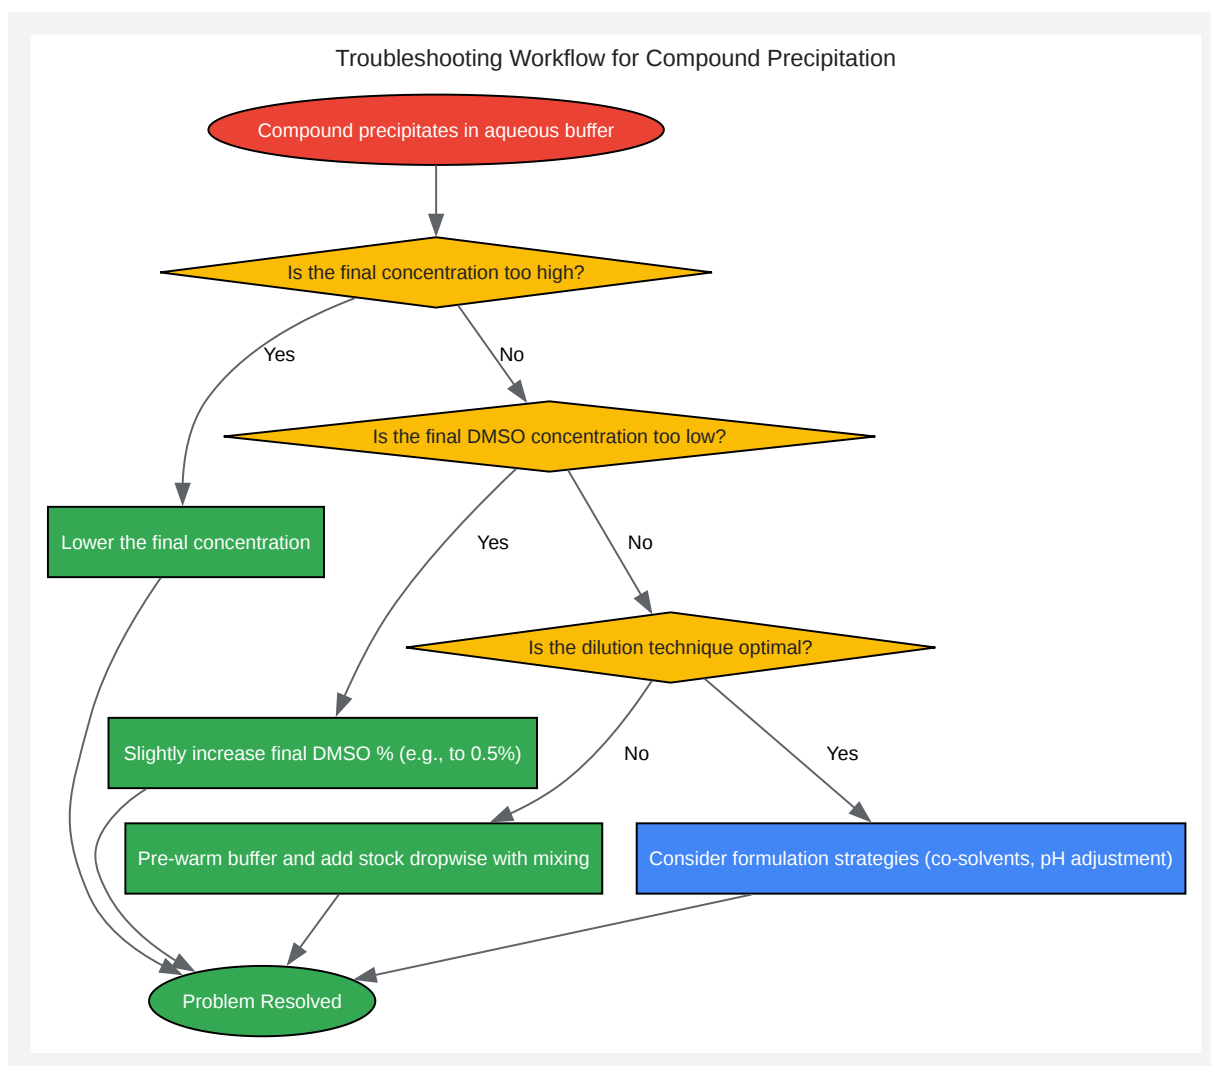 Troubleshooting Workflow for Compound Precipitation
Compound precipitates in aqueous buffer
Is the final concentration too high?
Yes
No
Is the final DMSO concentration too low?
Lower the final concentration
Yes
No
Is the dilution technique optimal?
Slightly increase final DMSO % (e.g., to 0.5%)
No
Yes
Pre-warm buffer and add stock dropwise with mixing
Consider formulation strategies (co-solvents, pH adjustment)
Problem Resolved